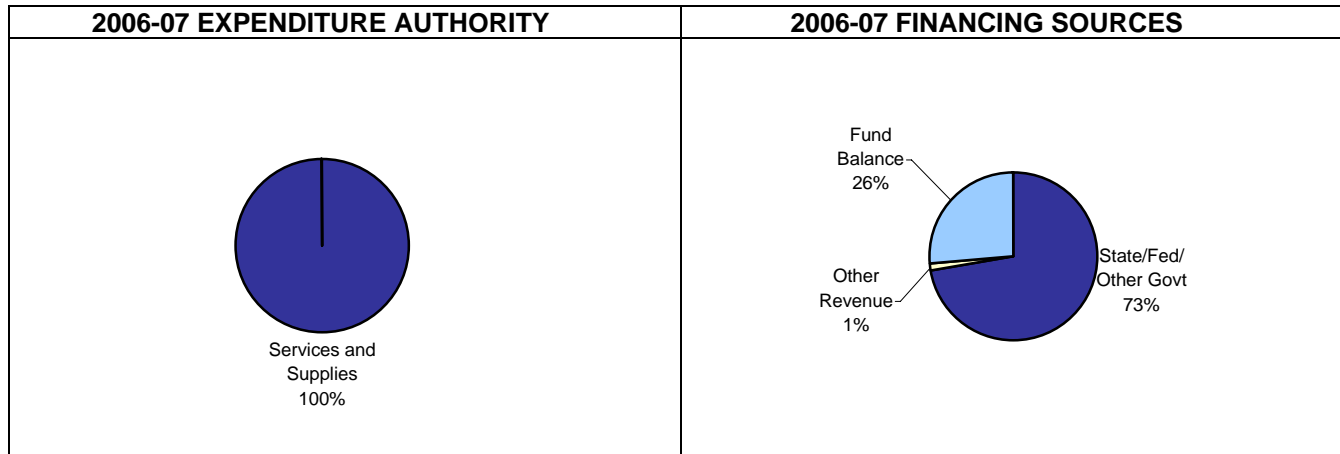 2006-07 EXPENDITURE AUTHORITY
2006-07 FINANCING SOURCES
Services and
Supplies
100%
Fund
Balance
26%
Other
Revenue
1%
State/Fed/
Other Govt
73%